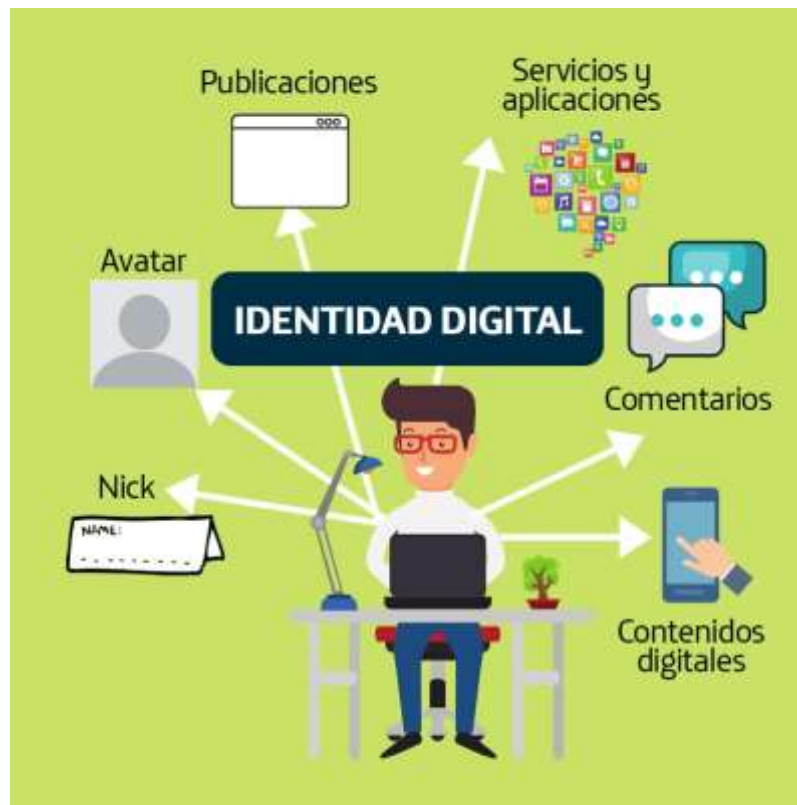 Publicaciones
Servicios y
aplicaciones
Avatar
IDENTIDAD DIGITAL
Comentarios
Nick
NAME:
Contenidos
digitales